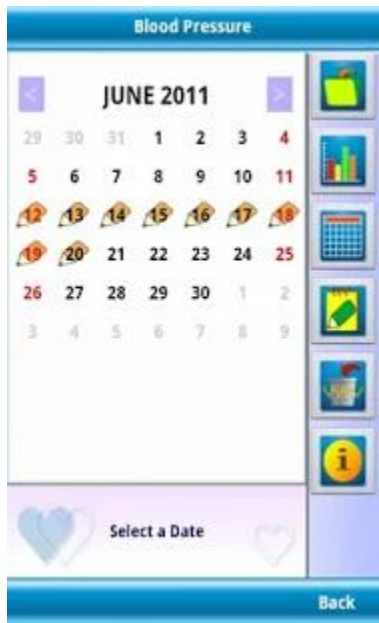 Blood Pressure
< JUNE 2011 >
29 30 31 1 2 3 4
5 6 7 8 9 10 11
12 13 14 15 16 17 18
19 20 21 22 23 24 25
26 27 28 29 30 1 2
3 4 5 6 7 8 9
i
Select a Date
Back